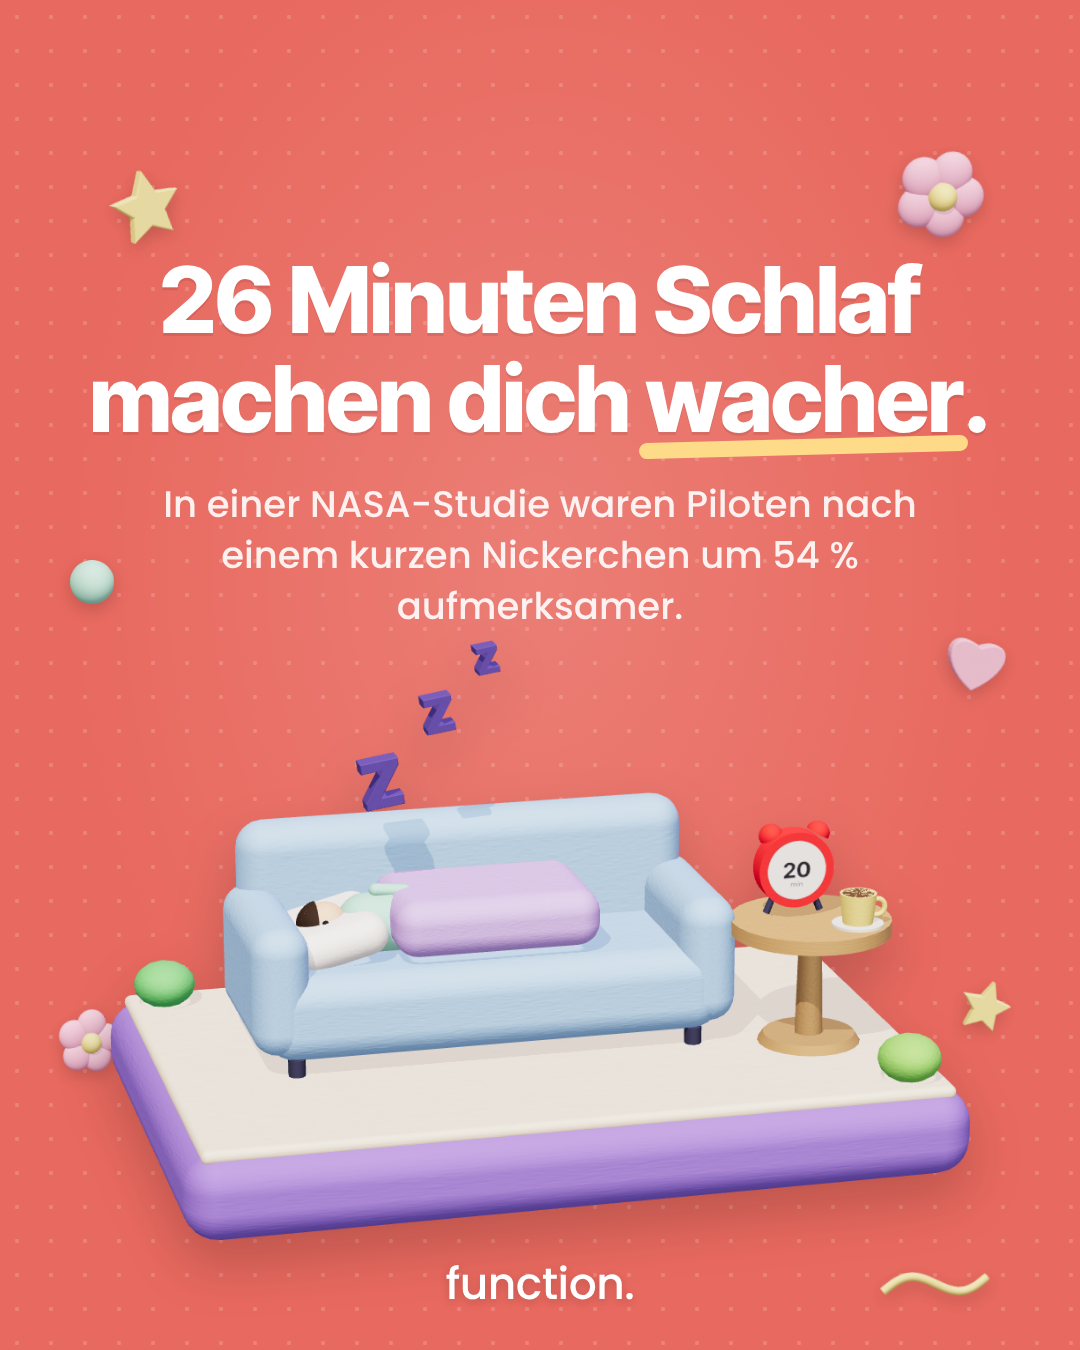 26 Minuten Schlaf
machen dich wacher.
In einer NASA-Studie waren Piloten nach
einem kurzen Nickerchen um 54 %
aufmerksamer.
z
z
z
20
min
function.